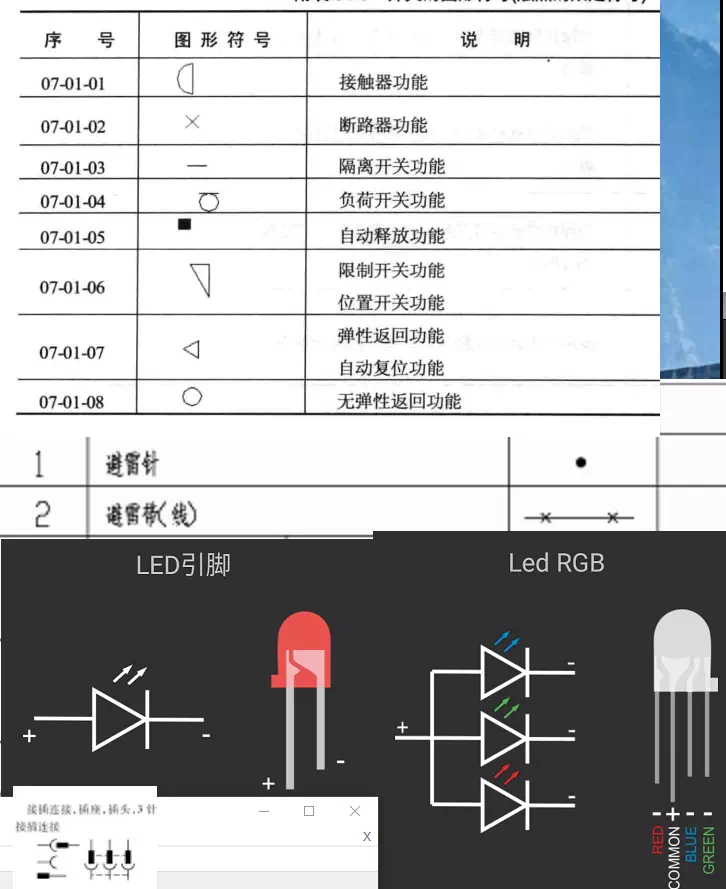 序 号 图形符号 说 明
07-01-01 接触器功能
07-01-02 断路器功能
07-01-03 隔离开关功能
07-01-04 负荷开关功能
07-01-05 自动释放功能
07-01-06 限制开关功能
位置开关功能
07-01-07 弹性返回功能
自动复位功能
07-01-08 无弹性返回功能
1 避雷针
2 避雷带(线)
LED引脚
+ -
+ -
Led RGB
+ - - -
- + - -
RED COMMON BLUE GREEN
接插连接,插座,插头,3针
接插连接
x